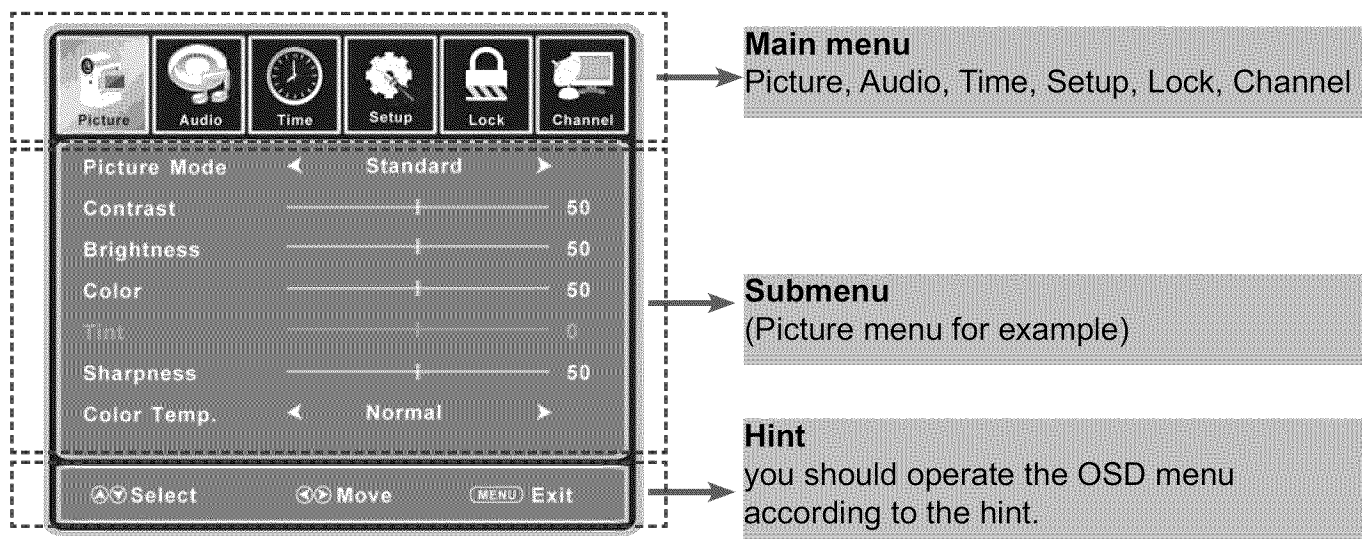 Picture Audio Time Setup Lock Channel
Picture Mode Standard
Contrast 50
Brightness 50
Color 50
Tint 0
Sharpness 50
Color Temp. Normal
Select Move MENU Exit
Main menu
Picture, Audio, Time, Setup, Lock, Channel
Submenu
(Picture menu for example)
Hint
you should operate the OSD menu
according to the hint.